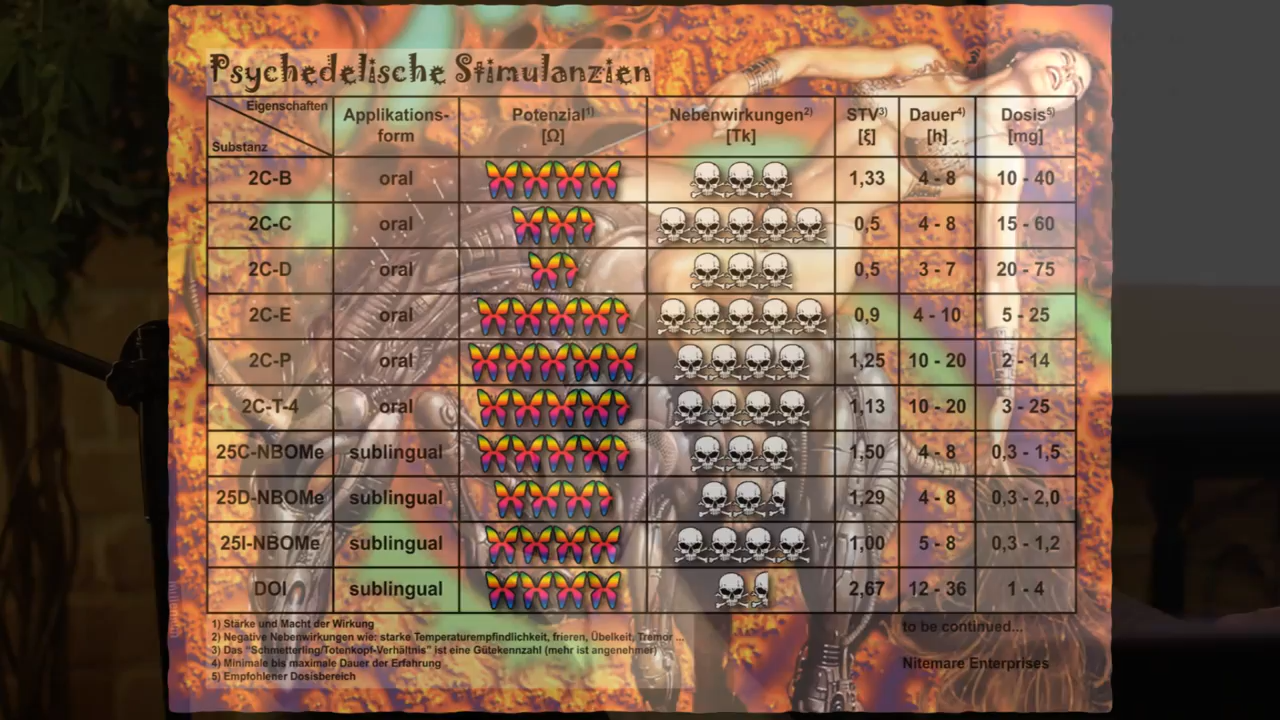 Psychedelische Stimulanzien
Eigenschaften
Substanz
Applikations-
form
Potenzial1)
[Ω]
Nebenwirkungen2)
[Tk]
STV3)
[ξ]
Dauer4)
[h]
Dosis5)
[mg]
2C-B oral 1,33 4 - 8 10 - 40
2C-C oral 0,5 4 - 8 15 - 60
2C-D oral 0,5 3 - 7 20 - 75
2C-E oral 0,9 4 - 10 5 - 25
2C-P oral 1,25 10 - 20 2 - 14
2C-T-4 oral 1,13 10 - 20 3 - 25
25C-NBOMe sublingual 1,50 4 - 8 0,3 - 1,5
25D-NBOMe sublingual 1,29 4 - 8 0,3 - 2,0
25I-NBOMe sublingual 1,00 5 - 8 0,3 - 1,2
DOI sublingual 2,67 12 - 36 1 - 4
1) Stärke und Macht der Wirkung
2) Negative Nebenwirkungen wie: starke Temperaturempfindlichkeit, frieren, Übelkeit, Tremor ...
3) Das "Schmetterling/Totenkopf-Verhältnis" ist eine Gütekennzahl (mehr ist angenehmer)
4) Minimale bis maximale Dauer der Erfahrung
5) Empfohlener Dosisbereich
to be continued...
Nitemare Enterprises